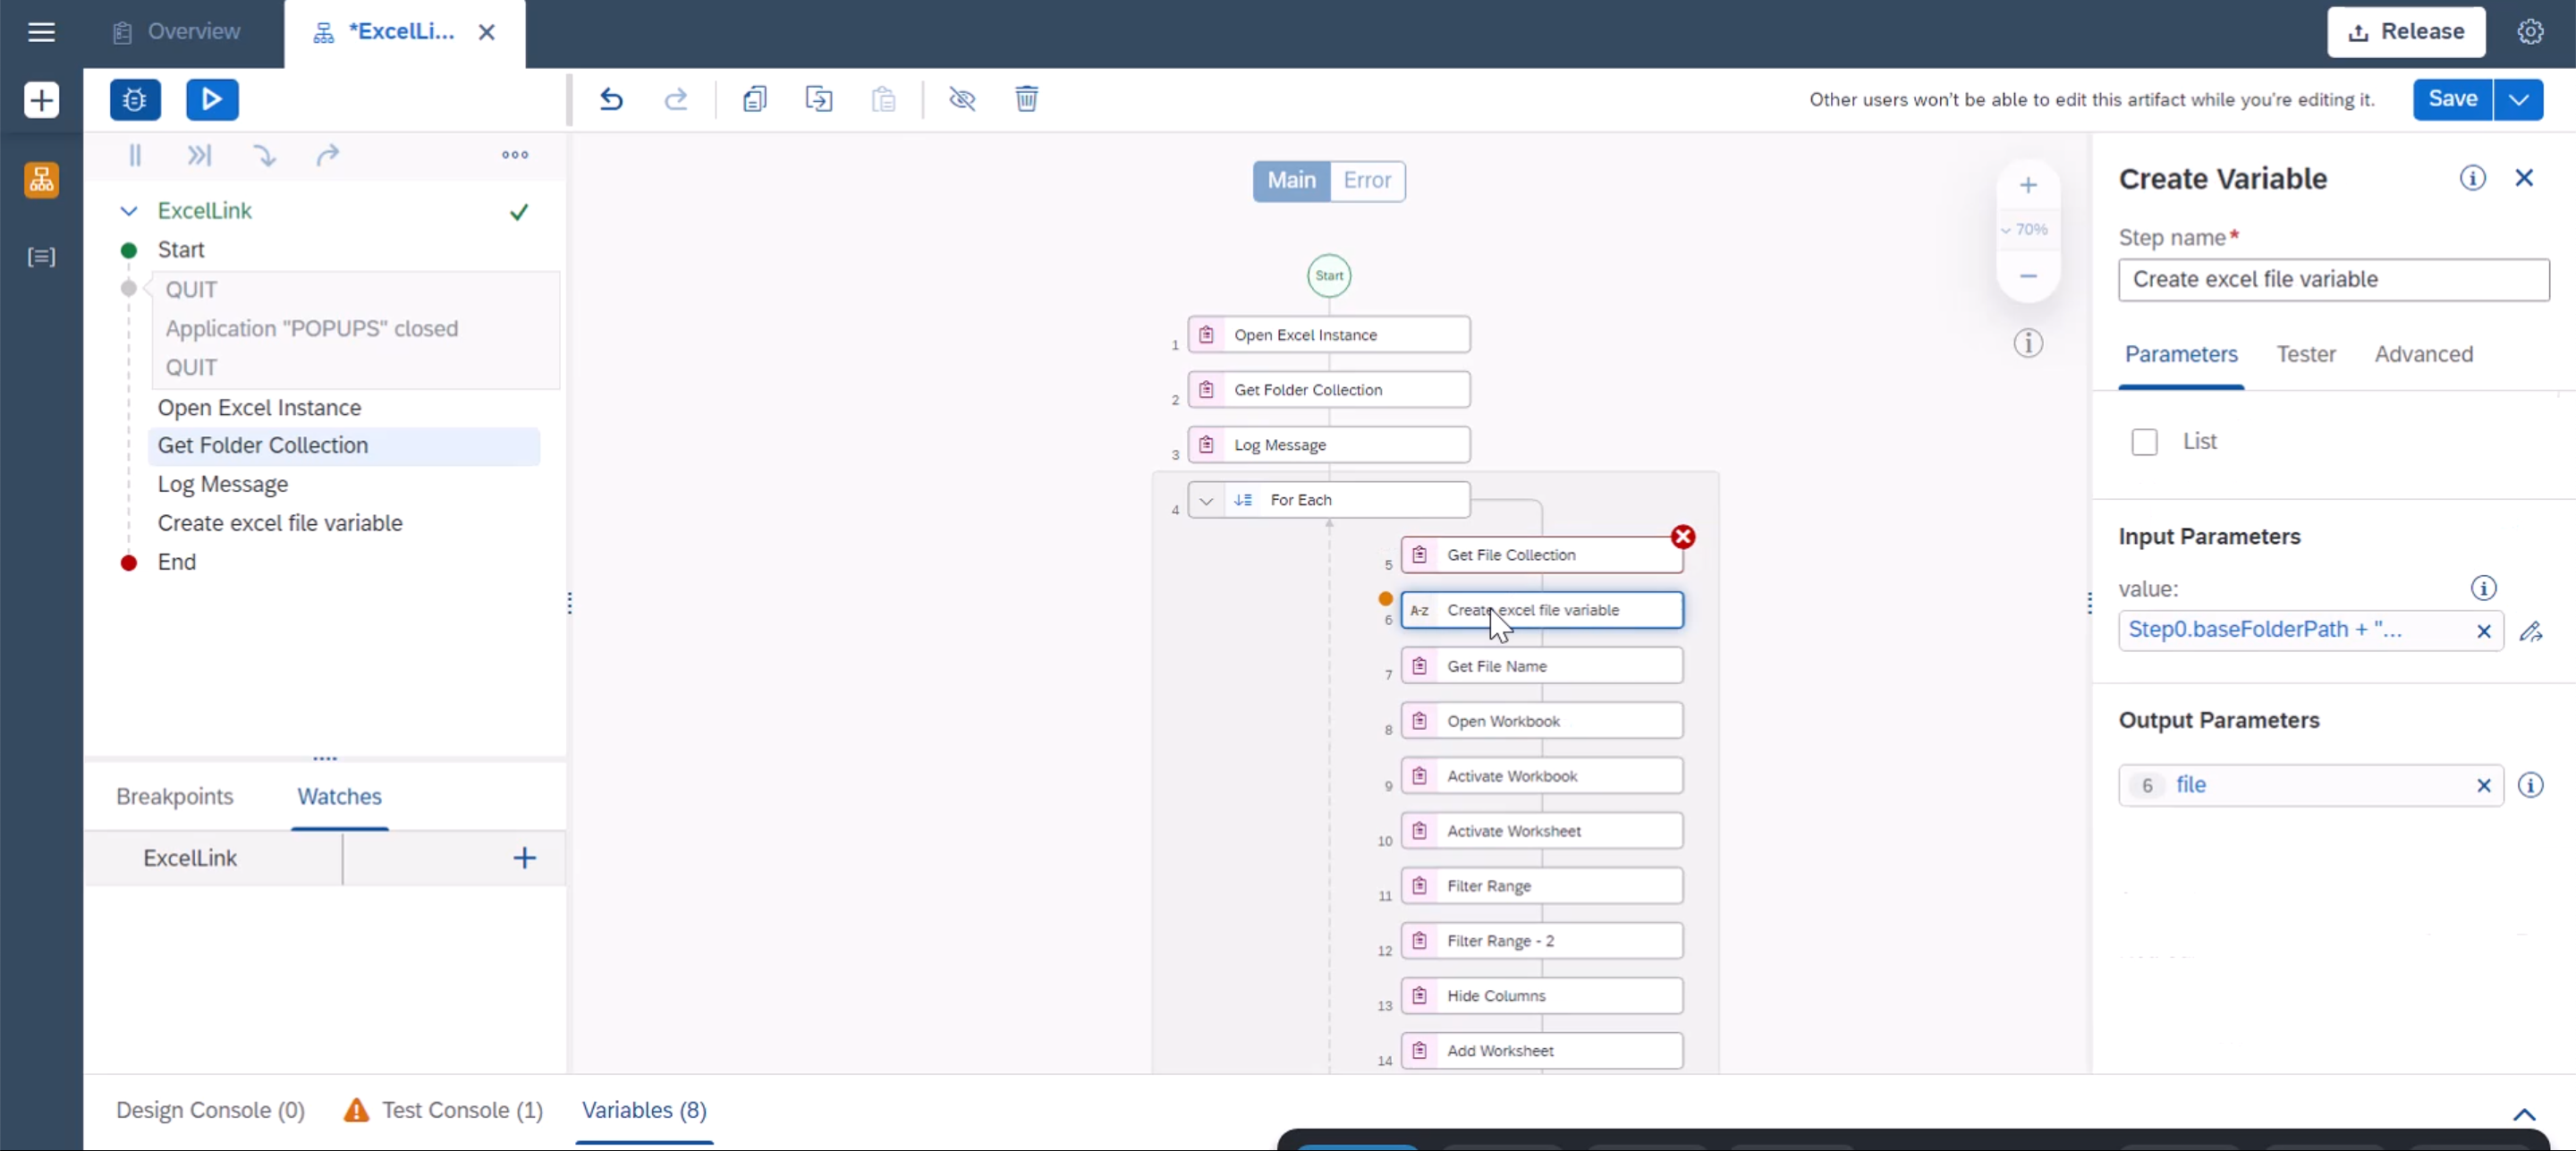 Overview
*ExcelLi...
Release
Other users won't be able to edit this artifact while you're editing it.
Save
ExcelLink
Start
QUIT
Application "POPUPS" closed
QUIT
Open Excel Instance
Get Folder Collection
Log Message
Create excel file variable
End
Breakpoints
Watches
ExcelLink
Main
Error
70%
Start
1 Open Excel Instance
2 Get Folder Collection
3 Log Message
4 For Each
5 Get File Collection
6 A-Z Create excel file variable
7 Get File Name
8 Open Workbook
9 Activate Workbook
10 Activate Worksheet
11 Filter Range
12 Filter Range - 2
13 Hide Columns
14 Add Worksheet
Create Variable
Step name*
Create excel file variable
Parameters
Tester
Advanced
List
Input Parameters
value:
Step0.baseFolderPath + "...
Output Parameters
6 file
Design Console (0)
Test Console (1)
Variables (8)